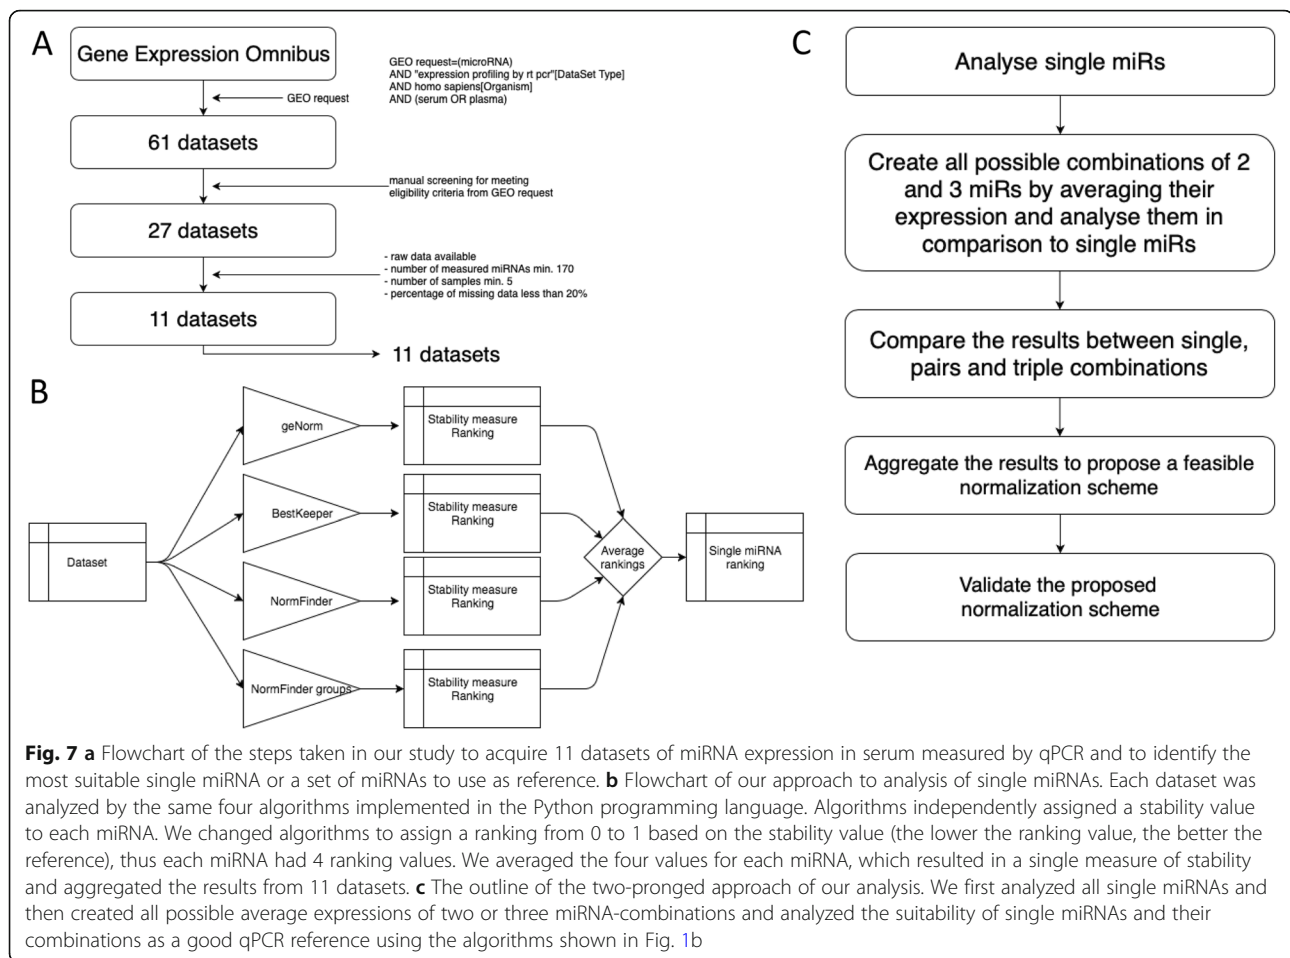 A
Gene Expression Omnibus
GEO request
GEO request=(microRNA)
AND "expression profiling by rt pcr"[DataSet Type]
AND homo sapiens[Organism]
AND (serum OR plasma)
61 datasets
manual screening for meeting
eligibility criteria from GEO request
27 datasets
- raw data available
- number of measured miRNAs min. 170
- number of samples min. 5
- percentage of missing data less than 20%
11 datasets
11 datasets
B
Dataset
geNorm
Stability measure
Ranking
BestKeeper
Stability measure
Ranking
NormFinder
Stability measure
Ranking
NormFinder groups
Stability measure
Ranking
Average
rankings
Single miRNA
ranking
C
Analyse single miRs
Create all possible combinations of 2
and 3 miRs by averaging their
expression and analyse them in
comparison to single miRs
Compare the results between single,
pairs and triple combinations
Aggregate the results to propose a feasible
normalization scheme
Validate the proposed
normalization scheme
Fig. 7 a Flowchart of the steps taken in our study to acquire 11 datasets of miRNA expression in serum measured by qPCR and to identify the
most suitable single miRNA or a set of miRNAs to use as reference. b Flowchart of our approach to analysis of single miRNAs. Each dataset was
analyzed by the same four algorithms implemented in the Python programming language. Algorithms independently assigned a stability value
to each miRNA. We changed algorithms to assign a ranking from 0 to 1 based on the stability value (the lower the ranking value, the better the
reference), thus each miRNA had 4 ranking values. We averaged the four values for each miRNA, which resulted in a single measure of stability
and aggregated the results from 11 datasets. c The outline of the two-pronged approach of our analysis. We first analyzed all single miRNAs and
then created all possible average expressions of two or three miRNA-combinations and analyzed the suitability of single miRNAs and their
combinations as a good qPCR reference using the algorithms shown in Fig. 1b